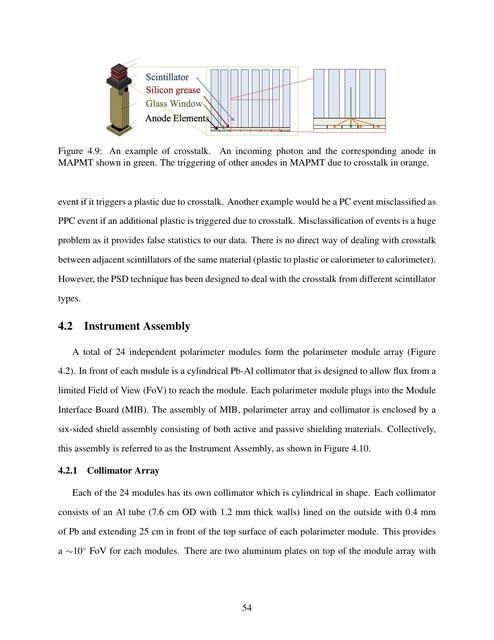 Scintillator
Silicon grease
Glass Window
Anode Elements
Figure 4.9: An example of crosstalk. An incoming photon and the corresponding anode in
MAPMT shown in green. The triggering of other anodes in MAPMT due to crosstalk in orange.
event if it triggers a plastic due to crosstalk. Another example would be a PC event misclassified as
PPC event if an additional plastic is triggered due to crosstalk. Misclassification of events is a huge
problem as it provides false statistics to our data. There is no direct way of dealing with crosstalk
between adjacent scintillators of the same material (plastic to plastic or calorimeter to calorimeter).
However, the PSD technique has been designed to deal with the crosstalk from different scintillator
types.
4.2 Instrument Assembly
A total of 24 independent polarimeter modules form the polarimeter module array (Figure
4.2). In front of each module is a cylindrical Pb-Al collimator that is designed to allow flux from a
limited Field of View (FoV) to reach the module. Each polarimeter module plugs into the Module
Interface Board (MIB). The assembly of MIB, polarimeter array and collimator is enclosed by a
six-sided shield assembly consisting of both active and passive shielding materials. Collectively,
this assembly is referred to as the Instrument Assembly, as shown in Figure 4.10.
4.2.1 Collimator Array
Each of the 24 modules has its own collimator which is cylindrical in shape. Each collimator
consists of an Al tube (7.6 cm OD with 1.2 mm thick walls) lined on the outside with 0.4 mm
of Pb and extending 25 cm in front of the top surface of each polarimeter module. This provides
a ∼10° FoV for each modules. There are two aluminum plates on top of the module array with
54